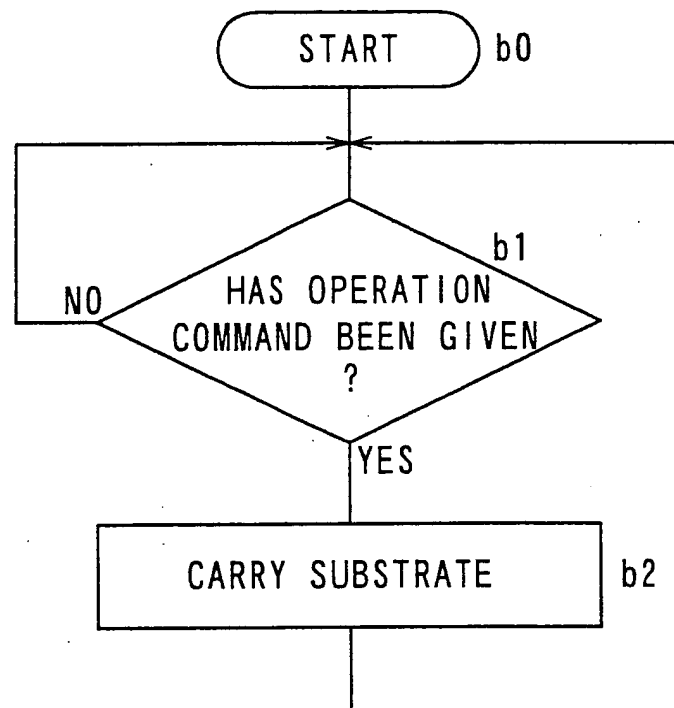 START b0
b1
HAS OPERATION
NO
COMMAND BEEN GIVEN
?
YES
CARRY SUBSTRATE b2